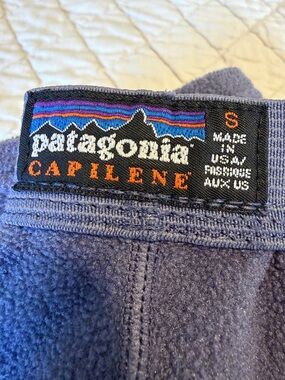 patagonia
CAPILENE
S
MADE
IN
USA/
FABRIQUE
AUX US